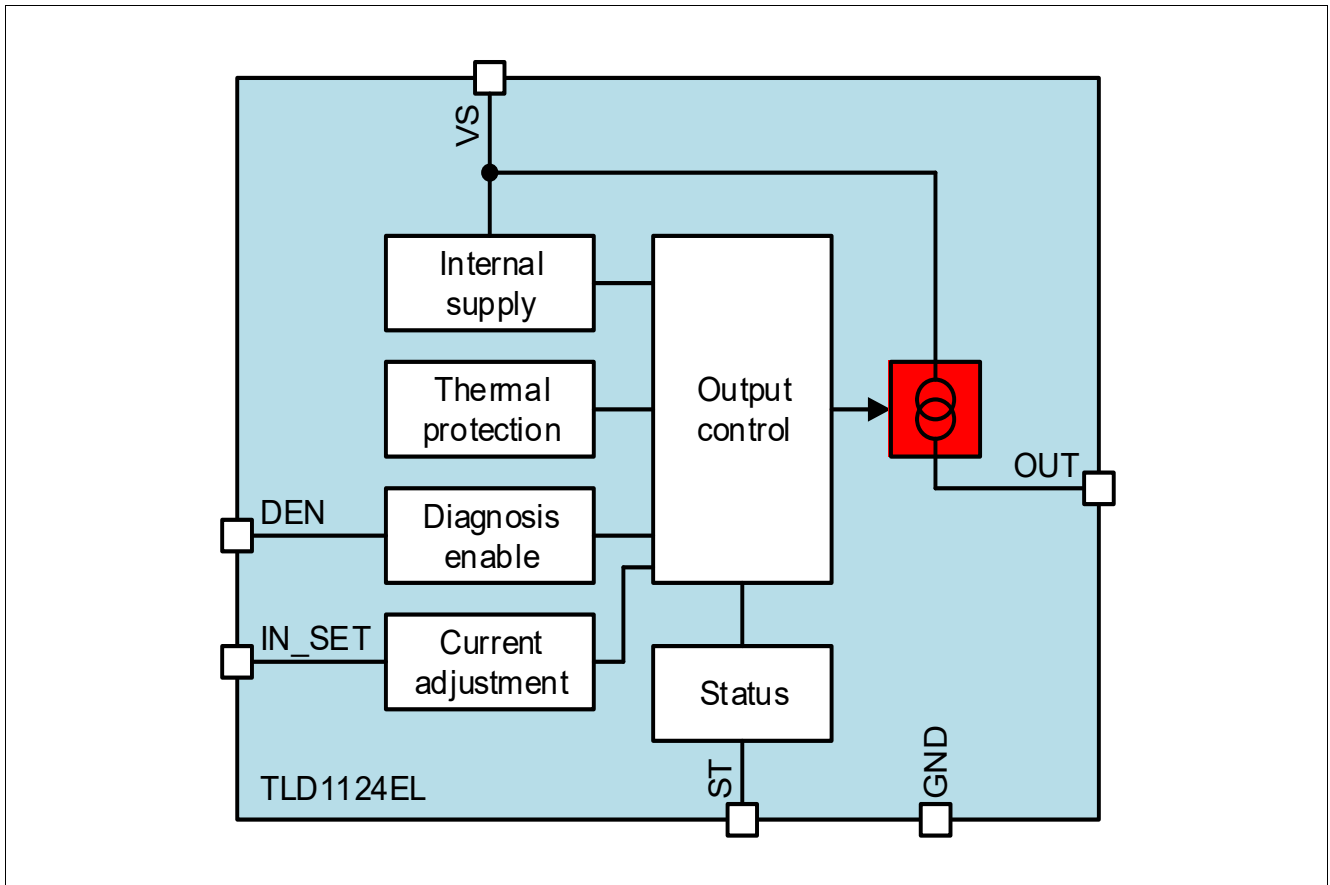 VS
Internal
supply
Thermal
protection
Output
control
OUT
DEN
Diagnosis
enable
IN_SET
Current
adjustment
Status
TLD1124EL
ST
GND